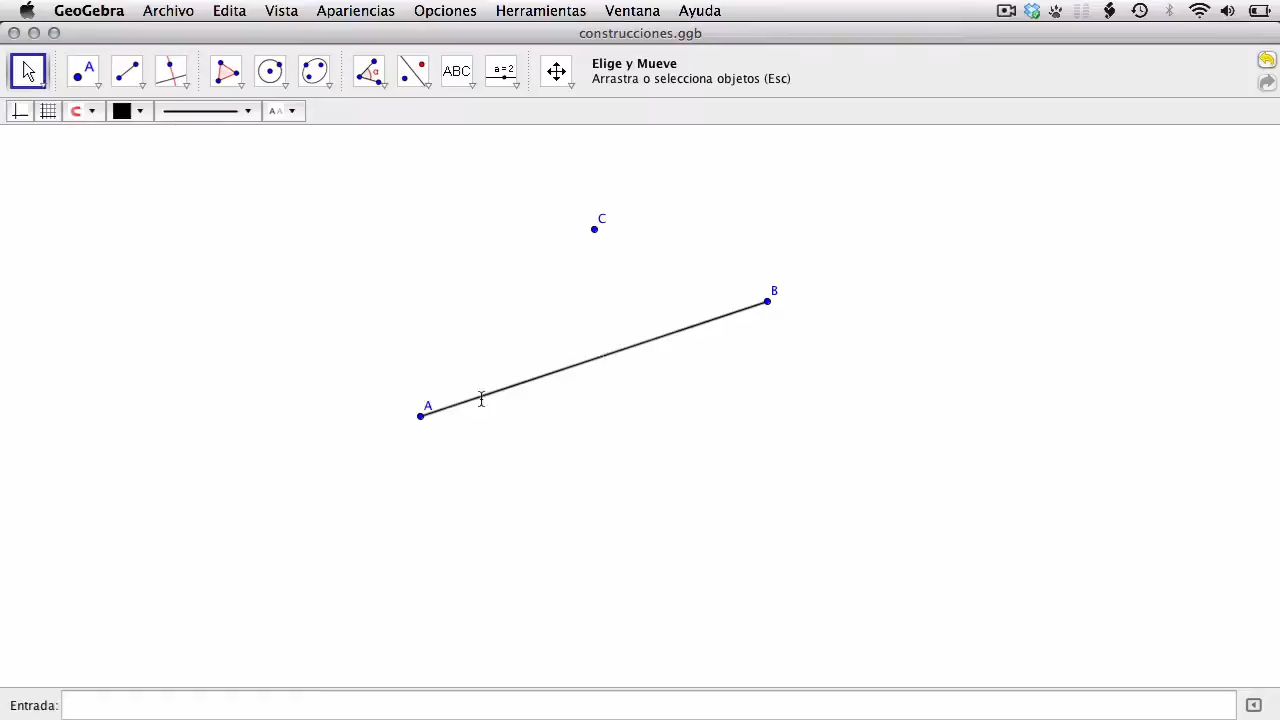 GeoGebra Archivo Edita Vista Apariencias Opciones Herramientas Ventana Ayuda
construcciones.ggb
A
α
ABC
a=2
Elige y Mueve
Arrastra o selecciona objetos (Esc)
A A
C
B
A
Entrada: